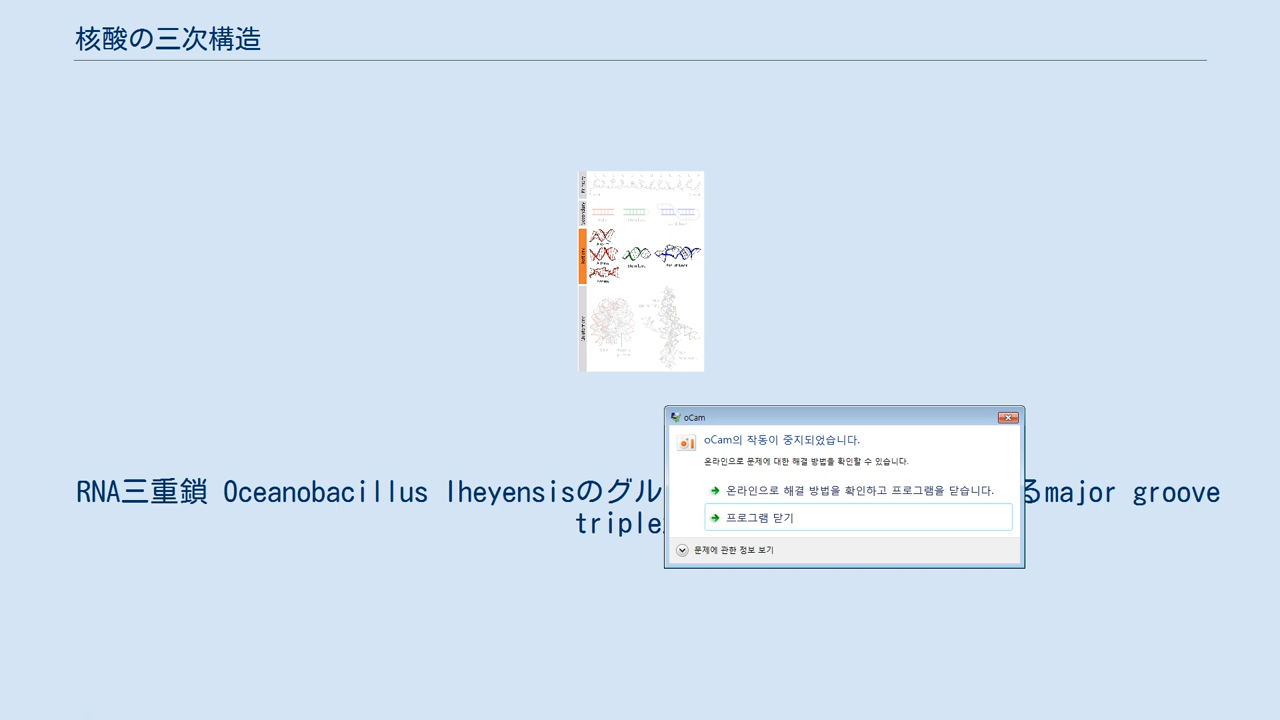 核酸の三次構造
Primary
Secondary
Tertiary
Quaternary
RNA三重鎖 Oceanobacillus Iheyensisのグル
るmajor groove
triple
oCam
oCam의 작동이 중지되었습니다.
온라인으로 문제에 대한 해결 방법을 확인할 수 있습니다.
온라인으로 해결 방법을 확인하고 프로그램을 닫습니다.
프로그램 닫기
문제에 관한 정보 보기